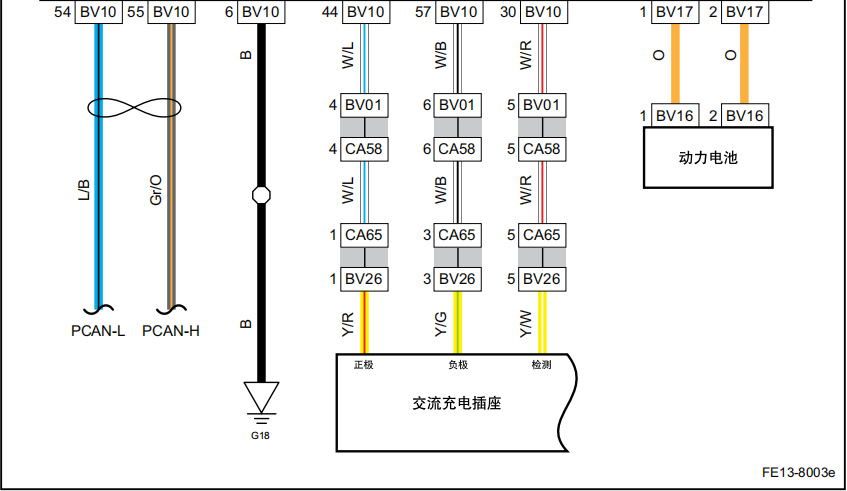 54 BV10 55 BV10 6 BV10 44 BV10 57 BV10 30 BV10 1 BV17 2 BV17
B W/L W/B W/R O O
4 BV01 6 BV01 5 BV01 1 BV16 2 BV16
4 CA58 6 CA58 5 CA58 动力电池
L/B Gr/O W/L W/B W/R
1 CA65 3 CA65 5 CA65
1 BV26 3 BV26 5 BV26
PCAN-L PCAN-H B Y/R Y/G Y/W
正极 负极 检测
交流充电插座
G18
FE13-8003e